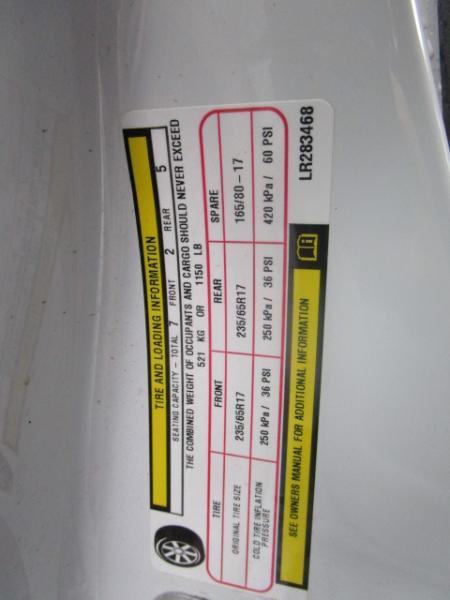 TIRE AND LOADING INFORMATION
SEATING CAPACITY - TOTAL 7 FRONT 2 REAR 5
THE COMBINED WEIGHT OF OCCUPANTS AND CARGO SHOULD NEVER EXCEED
521 KG OR 1150 LB
TIRE FRONT REAR SPARE
ORIGINAL TIRE SIZE 235/65R17 235/65R17 165/80-17
COLD TIRE INFLATION PRESSURE 250 kPa/ 36 PSI 250 kPa/ 36 PSI 420 kPa/ 60 PSI
SEE OWNERS MANUAL FOR ADDITIONAL INFORMATION
LR283468